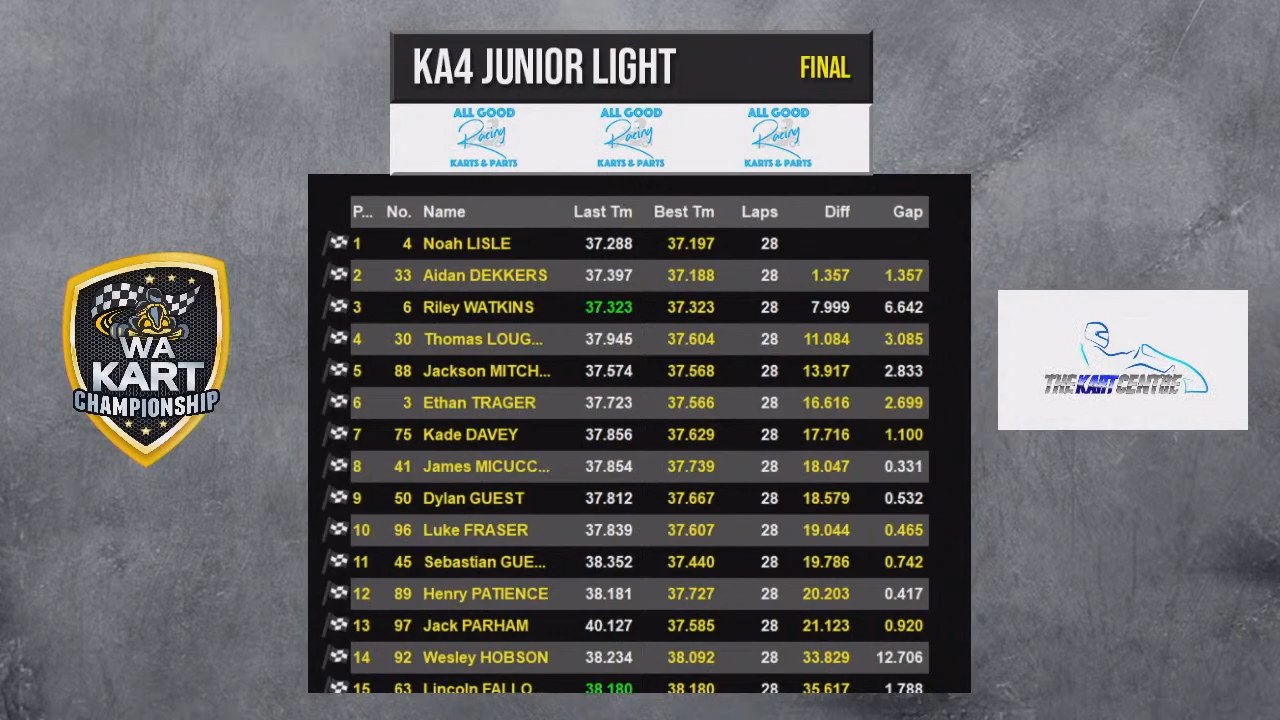 KA4 JUNIOR LIGHT FINAL
ALL GOOD ALL GOOD ALL GOOD
Racing Racing Racing
KARTS & PARTS KARTS & PARTS KARTS & PARTS
P... No. Name Last Tm Best Tm Laps Diff Gap
1 4 Noah LISLE 37.288 37.197 28
2 33 Aidan DEKKERS 37.397 37.188 28 1.357 1.357
3 6 Riley WATKINS 37.323 37.323 28 7.999 6.642
4 30 Thomas LOUG... 37.945 37.604 28 11.084 3.085
5 88 Jackson MITCH... 37.574 37.568 28 13.917 2.833
6 3 Ethan TRAGER 37.723 37.566 28 16.616 2.699
7 75 Kade DAVEY 37.856 37.629 28 17.716 1.100
8 41 James MICUCC... 37.854 37.739 28 18.047 0.331
9 50 Dylan GUEST 37.812 37.667 28 18.579 0.532
10 96 Luke FRASER 37.839 37.607 28 19.044 0.465
11 45 Sebastian GUE... 38.352 37.440 28 19.786 0.742
12 89 Henry PATIENCE 38.181 37.727 28 20.203 0.417
13 97 Jack PARHAM 40.127 37.585 28 21.123 0.920
14 92 Wesley HOBSON 38.234 38.092 28 33.829 12.706
15 63 Lincoln FALLO... 38.180 38.180 28 35.617 1.788
WA
KART
CHAMPIONSHIP
THEKARTCENTRE